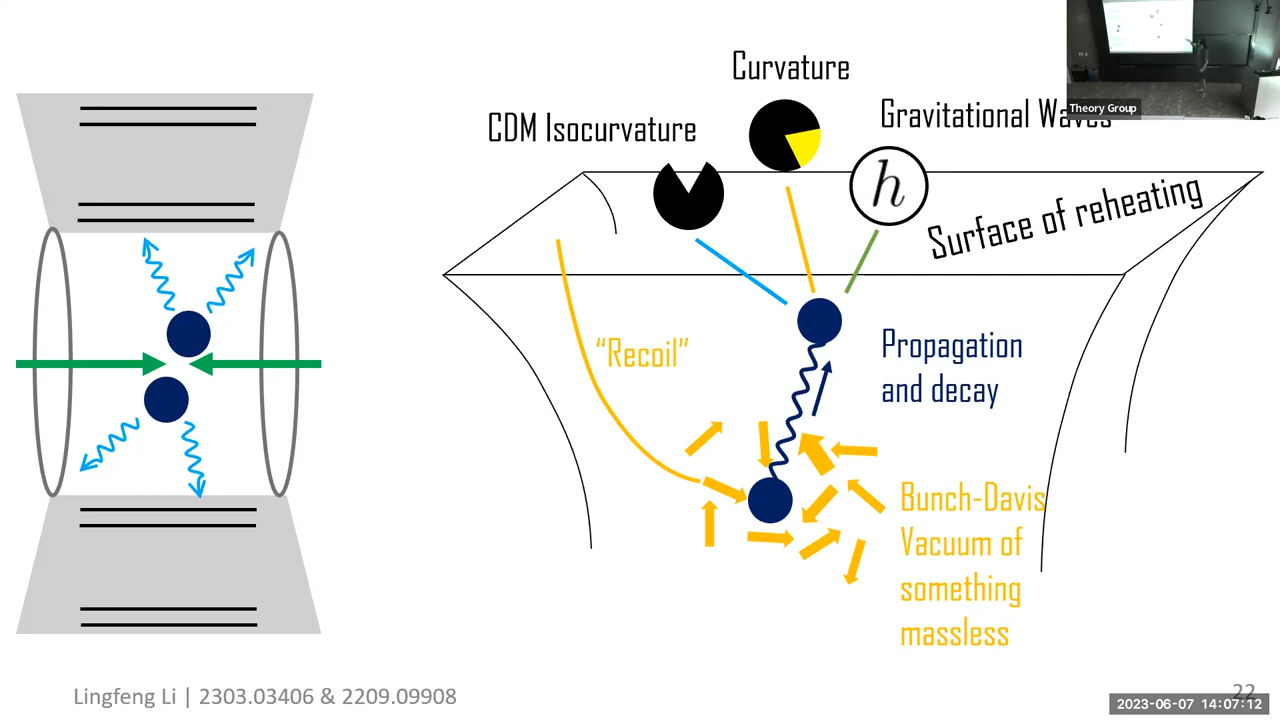 Curvature
CDM Isocurvature
Gravitational Waves
Theory Group
h
Surface of reheating
"Recoil"
Propagation
and decay
Bunch-Davis
Vacuum of
something
massless
Lingfeng Li | 2303.03406 & 2209.09908
22
2023-06-07 14:07:12